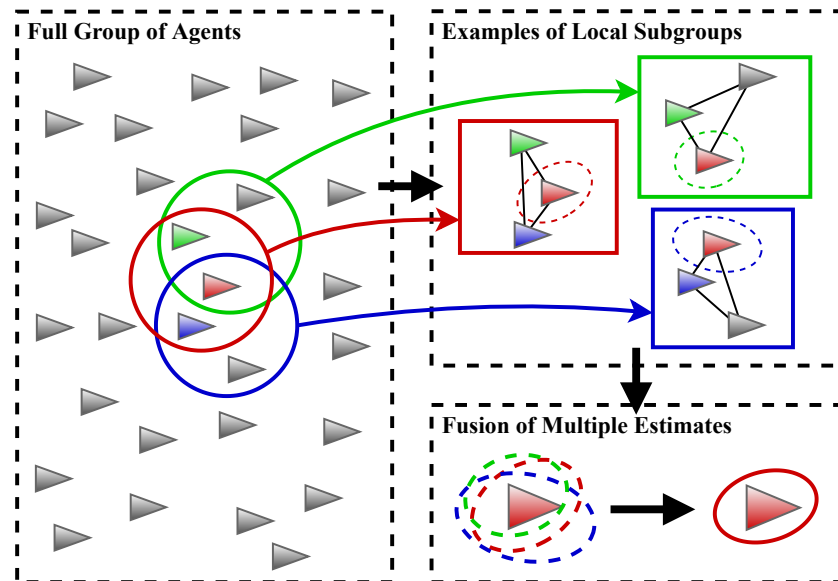 Full Group of Agents
Examples of Local Subgroups
Fusion of Multiple Estimates